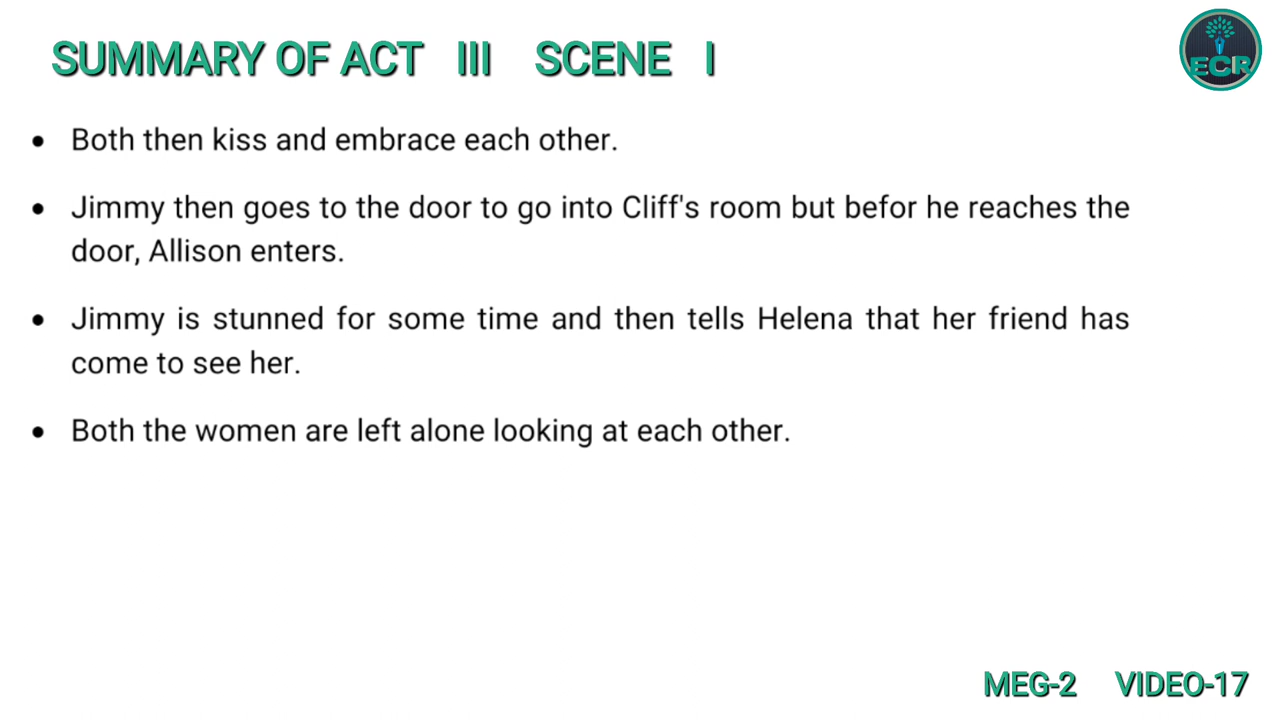 SUMMARY OF ACT III SCENE I
ECR
• Both then kiss and embrace each other.
• Jimmy then goes to the door to go into Cliff's room but befor he reaches the
door, Allison enters.
• Jimmy is stunned for some time and then tells Helena that her friend has
come to see her.
• Both the women are left alone looking at each other.
MEG-2 VIDEO-17